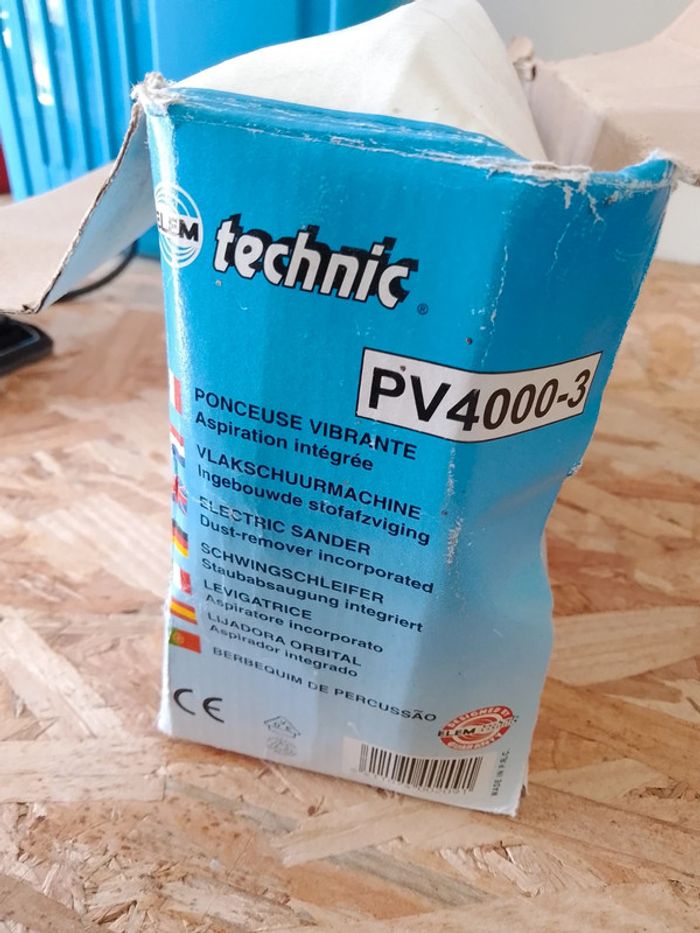 ELEM
technic
®
PV4000-3
PONCEUSE VIBRANTE
Aspiration intégrée
VLAKSCHUURMACHINE
Ingebouwde stofafzviging
ELECTRIC SANDER
Dust-remover incorporated
SCHWINGSCHLEIFER
Staubabsaugung integriert
LEVIGATRICE
Aspiratore incorporato
LIJADORA ORBITAL
Aspirador integrado
BERBEQUIM DE PERCUSSÃO
CE
ELEM
MADE IN P.R.C.